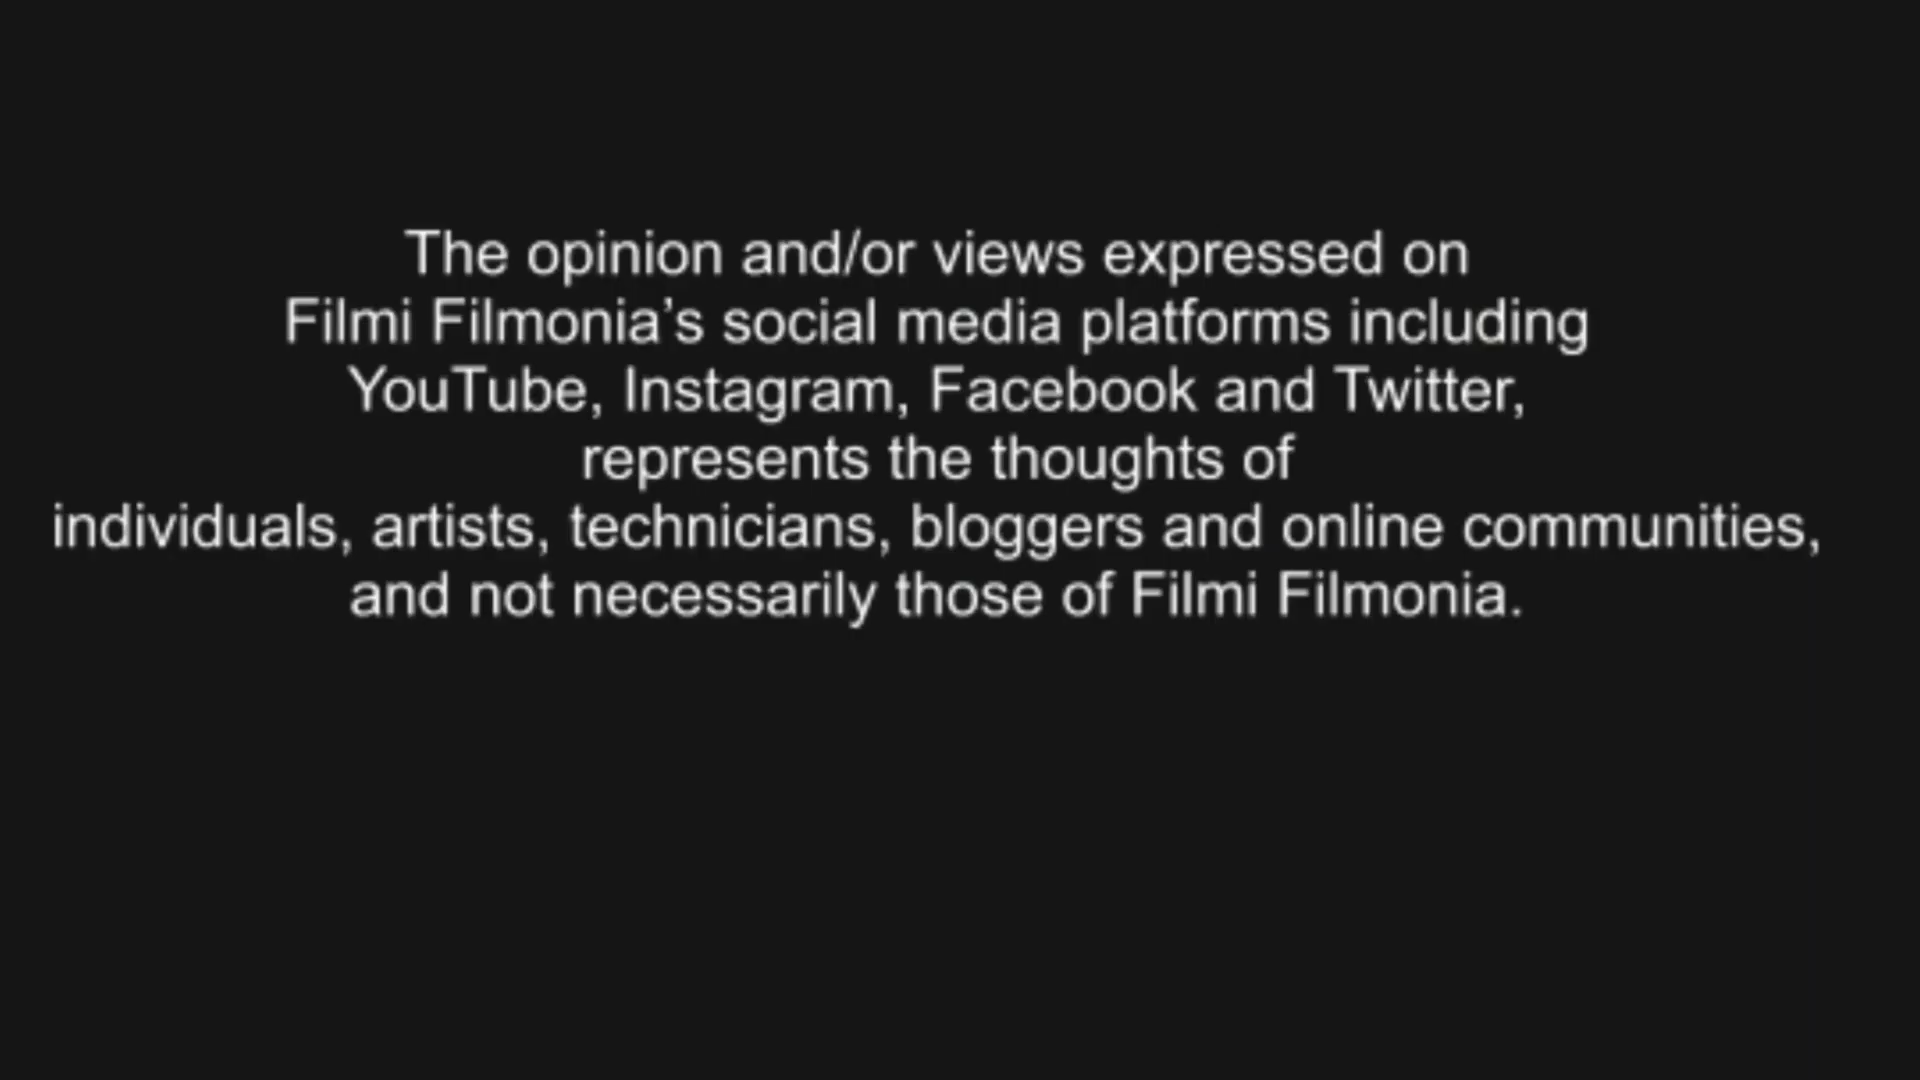 The opinion and/or views expressed on
Filmi Filmonia’s social media platforms including
YouTube, Instagram, Facebook and Twitter,
represents the thoughts of
individuals, artists, technicians, bloggers and online communities,
and not necessarily those of Filmi Filmonia.